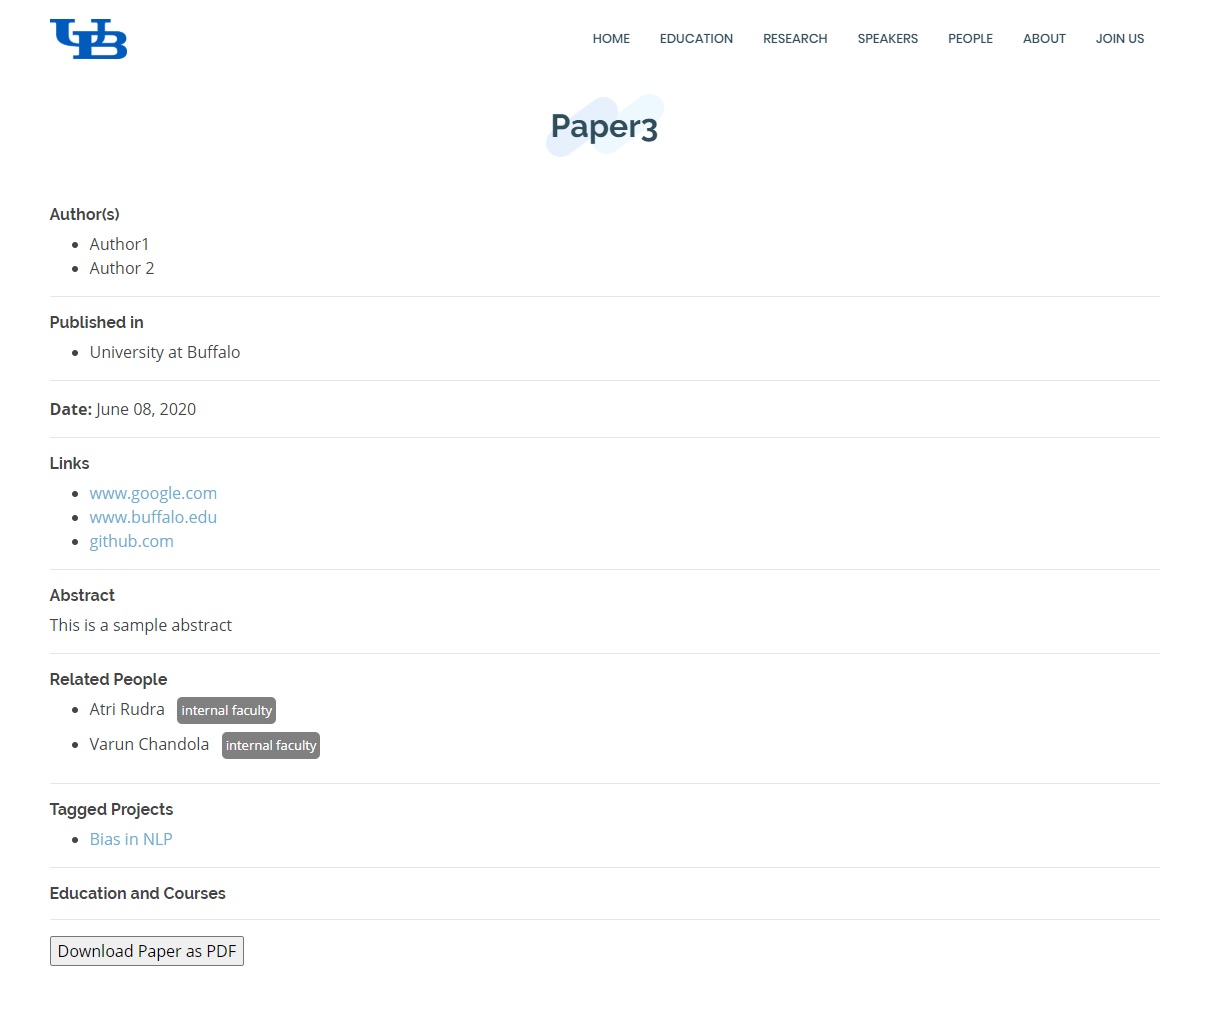 UB
HOME EDUCATION RESEARCH SPEAKERS PEOPLE ABOUT JOIN US
Paper3
Author(s)
Author1
Author 2
Published in
University at Buffalo
Date: June 08, 2020
Links
www.google.com
www.buffalo.edu
github.com
Abstract
This is a sample abstract
Related People
Atri Rudra internal faculty
Varun Chandola internal faculty
Tagged Projects
Bias in NLP
Education and Courses
Download Paper as PDF